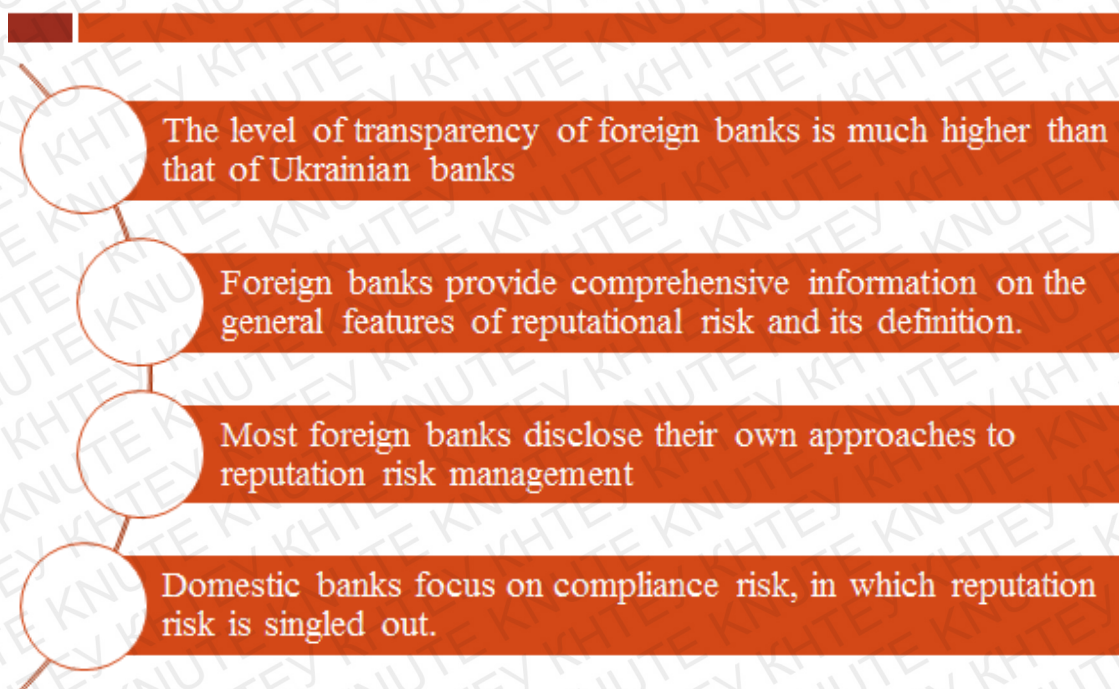 The level of transparency of foreign banks is much higher than
that of Ukrainian banks
Foreign banks provide comprehensive information on the
general features of reputational risk and its definition.
Most foreign banks disclose their own approaches to
reputation risk management
Domestic banks focus on compliance risk, in which reputation
risk is singled out.